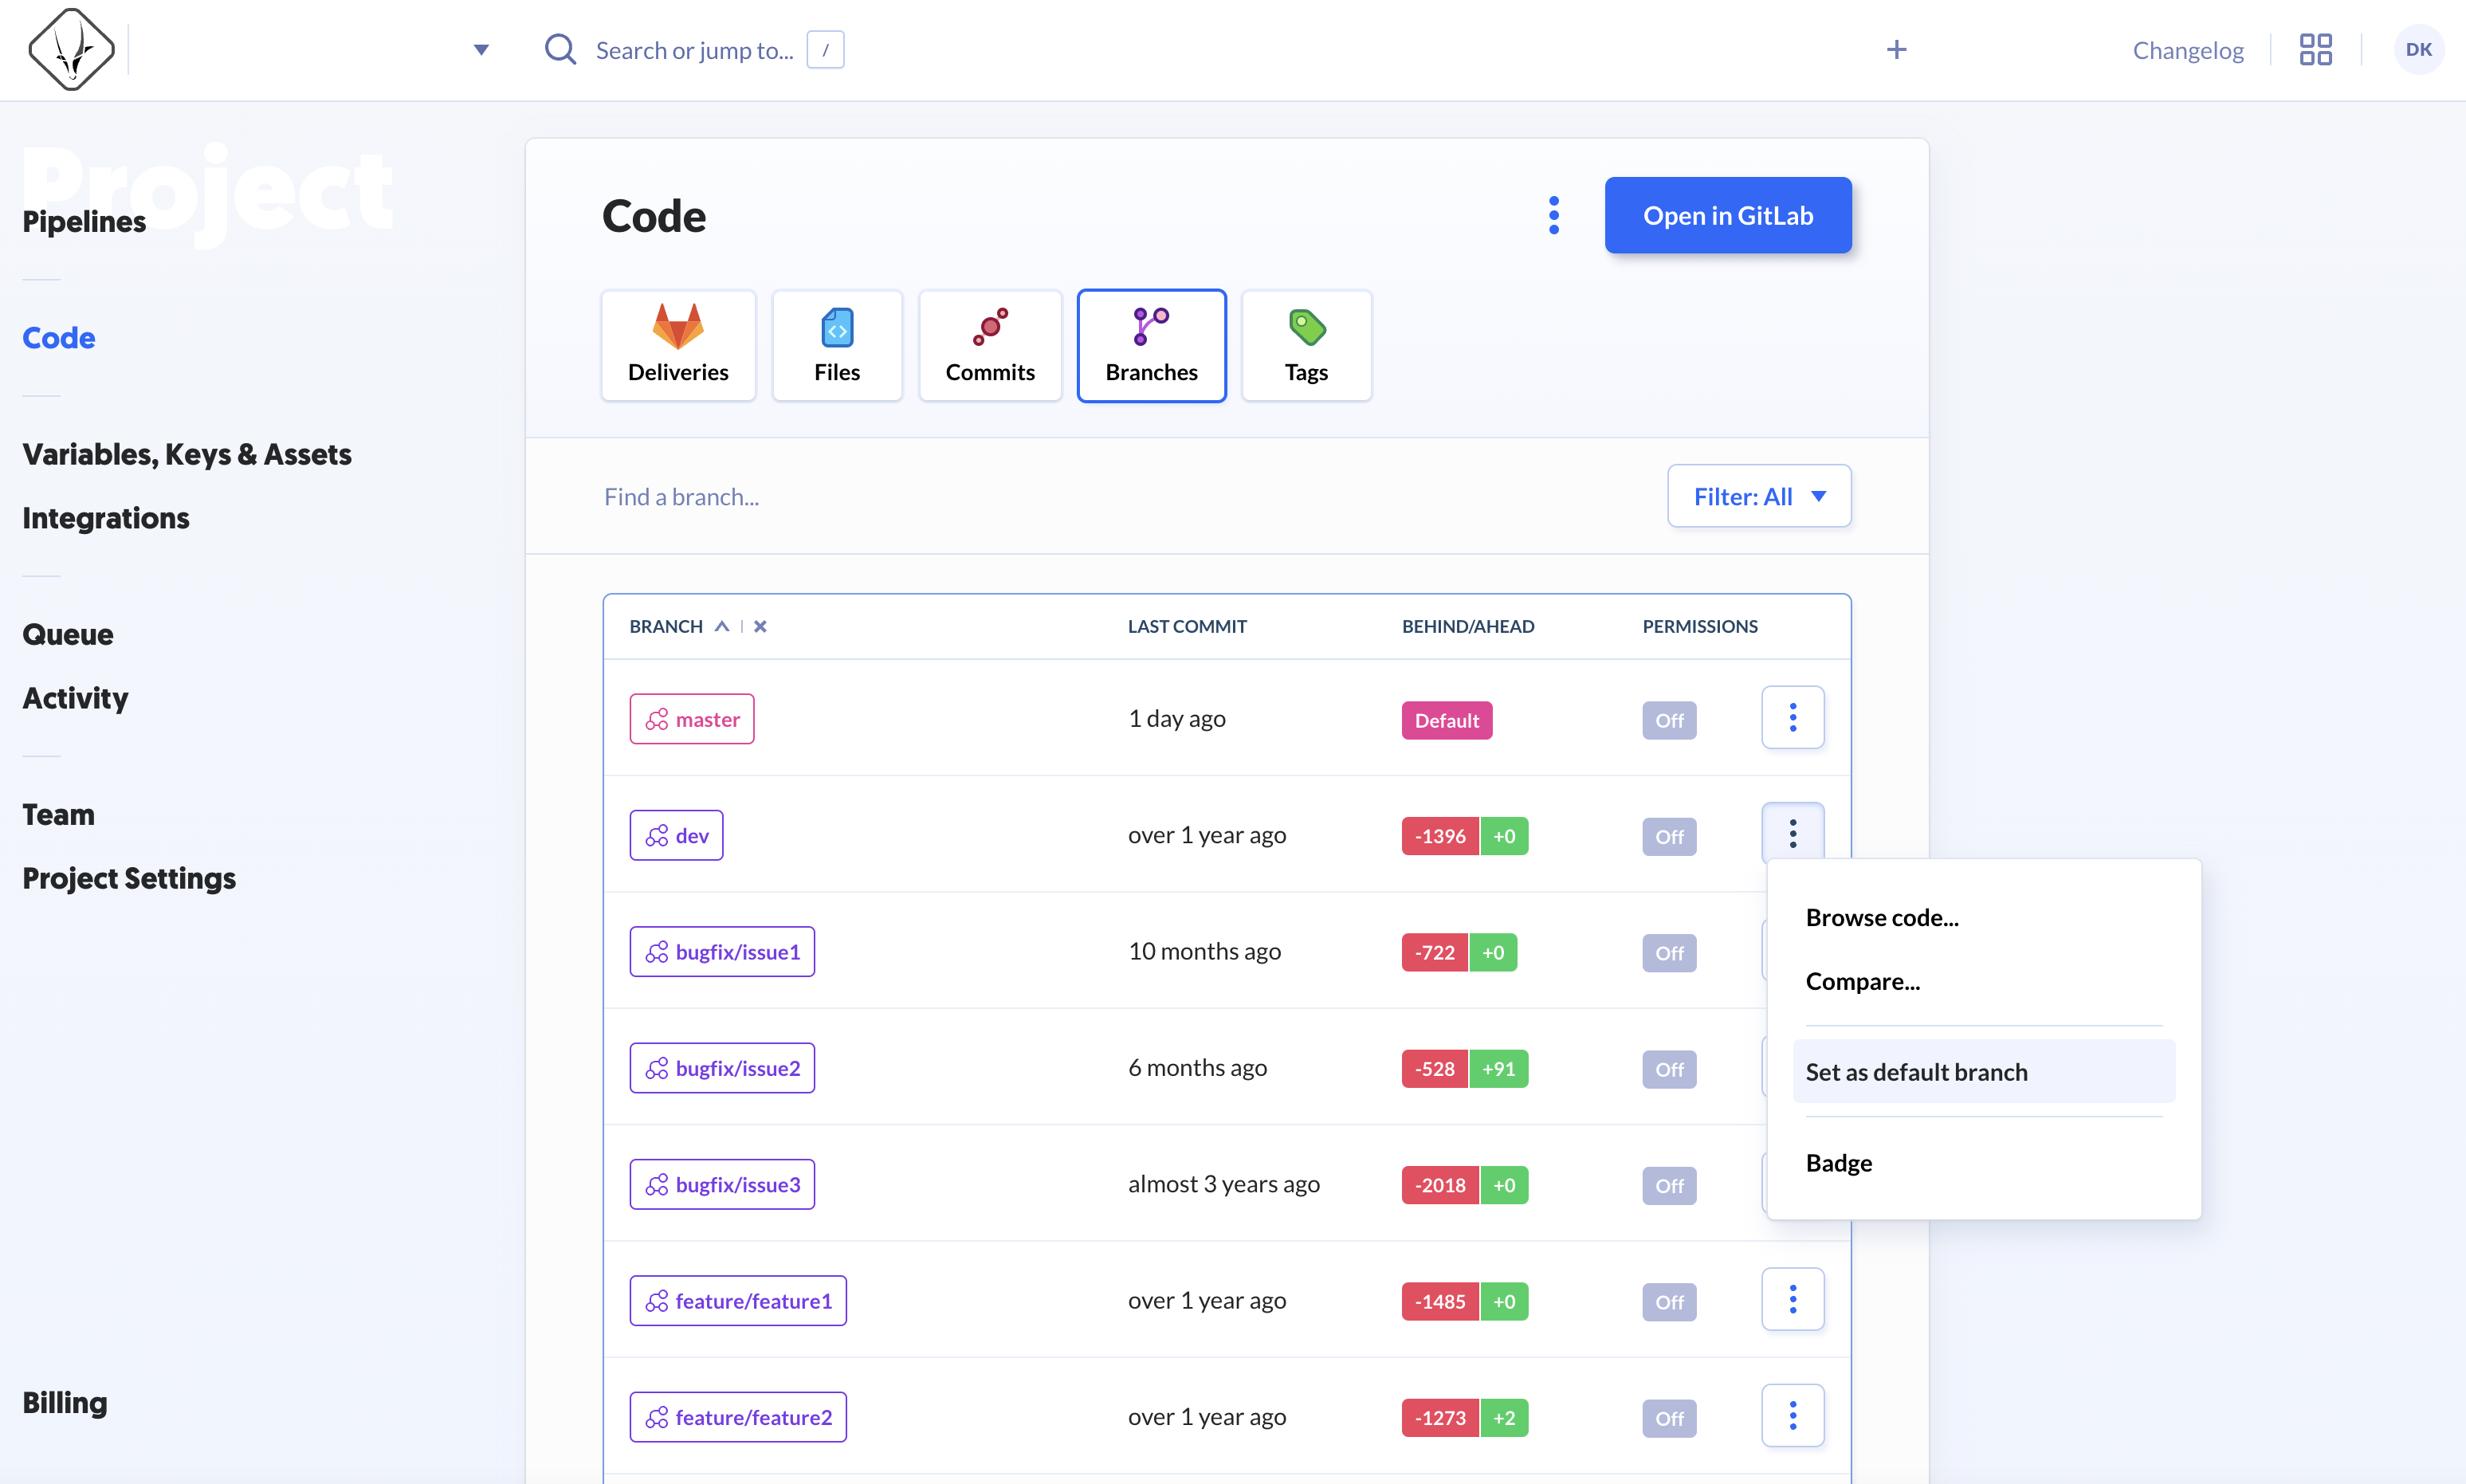 Search or jump to... /
+
Changelog
DK
Project
Pipelines
Code
Variables, Keys & Assets
Integrations
Queue
Activity
Team
Project Settings
Billing
Code
Open in GitLab
Deliveries
Files
Commits
Branches
Tags
Find a branch...
Filter: All
BRANCH LAST COMMIT BEHIND/AHEAD PERMISSIONS
master 1 day ago Default Off
dev over 1 year ago -1396 +0 Off
bugfix/issue1 10 months ago -722 +0 Off
bugfix/issue2 6 months ago -528 +91 Off
bugfix/issue3 almost 3 years ago -2018 +0 Off
feature/feature1 over 1 year ago -1485 +0 Off
feature/feature2 over 1 year ago -1273 +2 Off
Browse code...
Compare...
Set as default branch
Badge